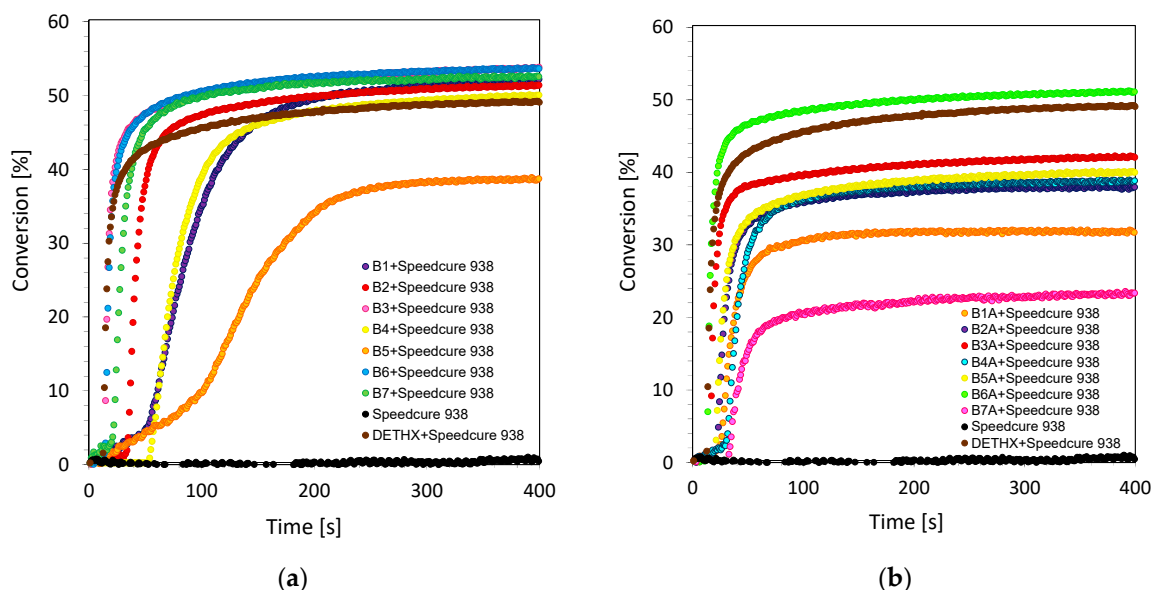 60
50
40
30
20
10
0
Conversion [%]
B1+Speedcure 938
B2+Speedcure 938
B3+Speedcure 938
B4+Speedcure 938
B5+Speedcure 938
B6+Speedcure 938
B7+Speedcure 938
Speedcure 938
DETHX+Speedcure 938
0 100 200 300 400
Time [s]
(a)
60
50
40
30
20
10
0
Conversion [%]
B1A+Speedcure 938
B2A+Speedcure 938
B3A+Speedcure 938
B4A+Speedcure 938
B5A+Speedcure 938
B6A+Speedcure 938
B7A+Speedcure 938
Speedcure 938
DETHX+Speedcure 938
0 100 200 300 400
Time [s]
(b)